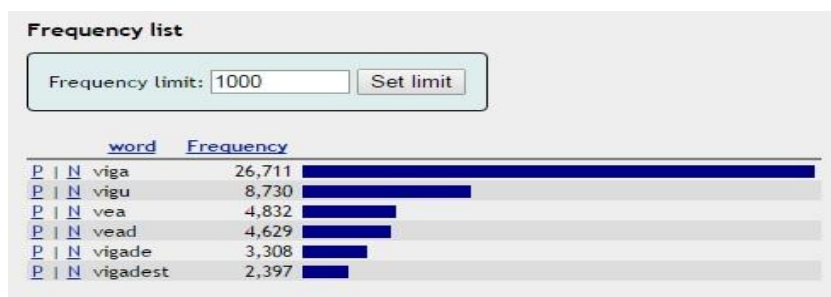 Frequency list
Frequency limit: 1000 Set limit
word Frequency
P | N viga 26,711
P | N vigu 8,730
P | N vea 4,832
P | N vead 4,629
P | N vigade 3,308
P | N vigadest 2,397